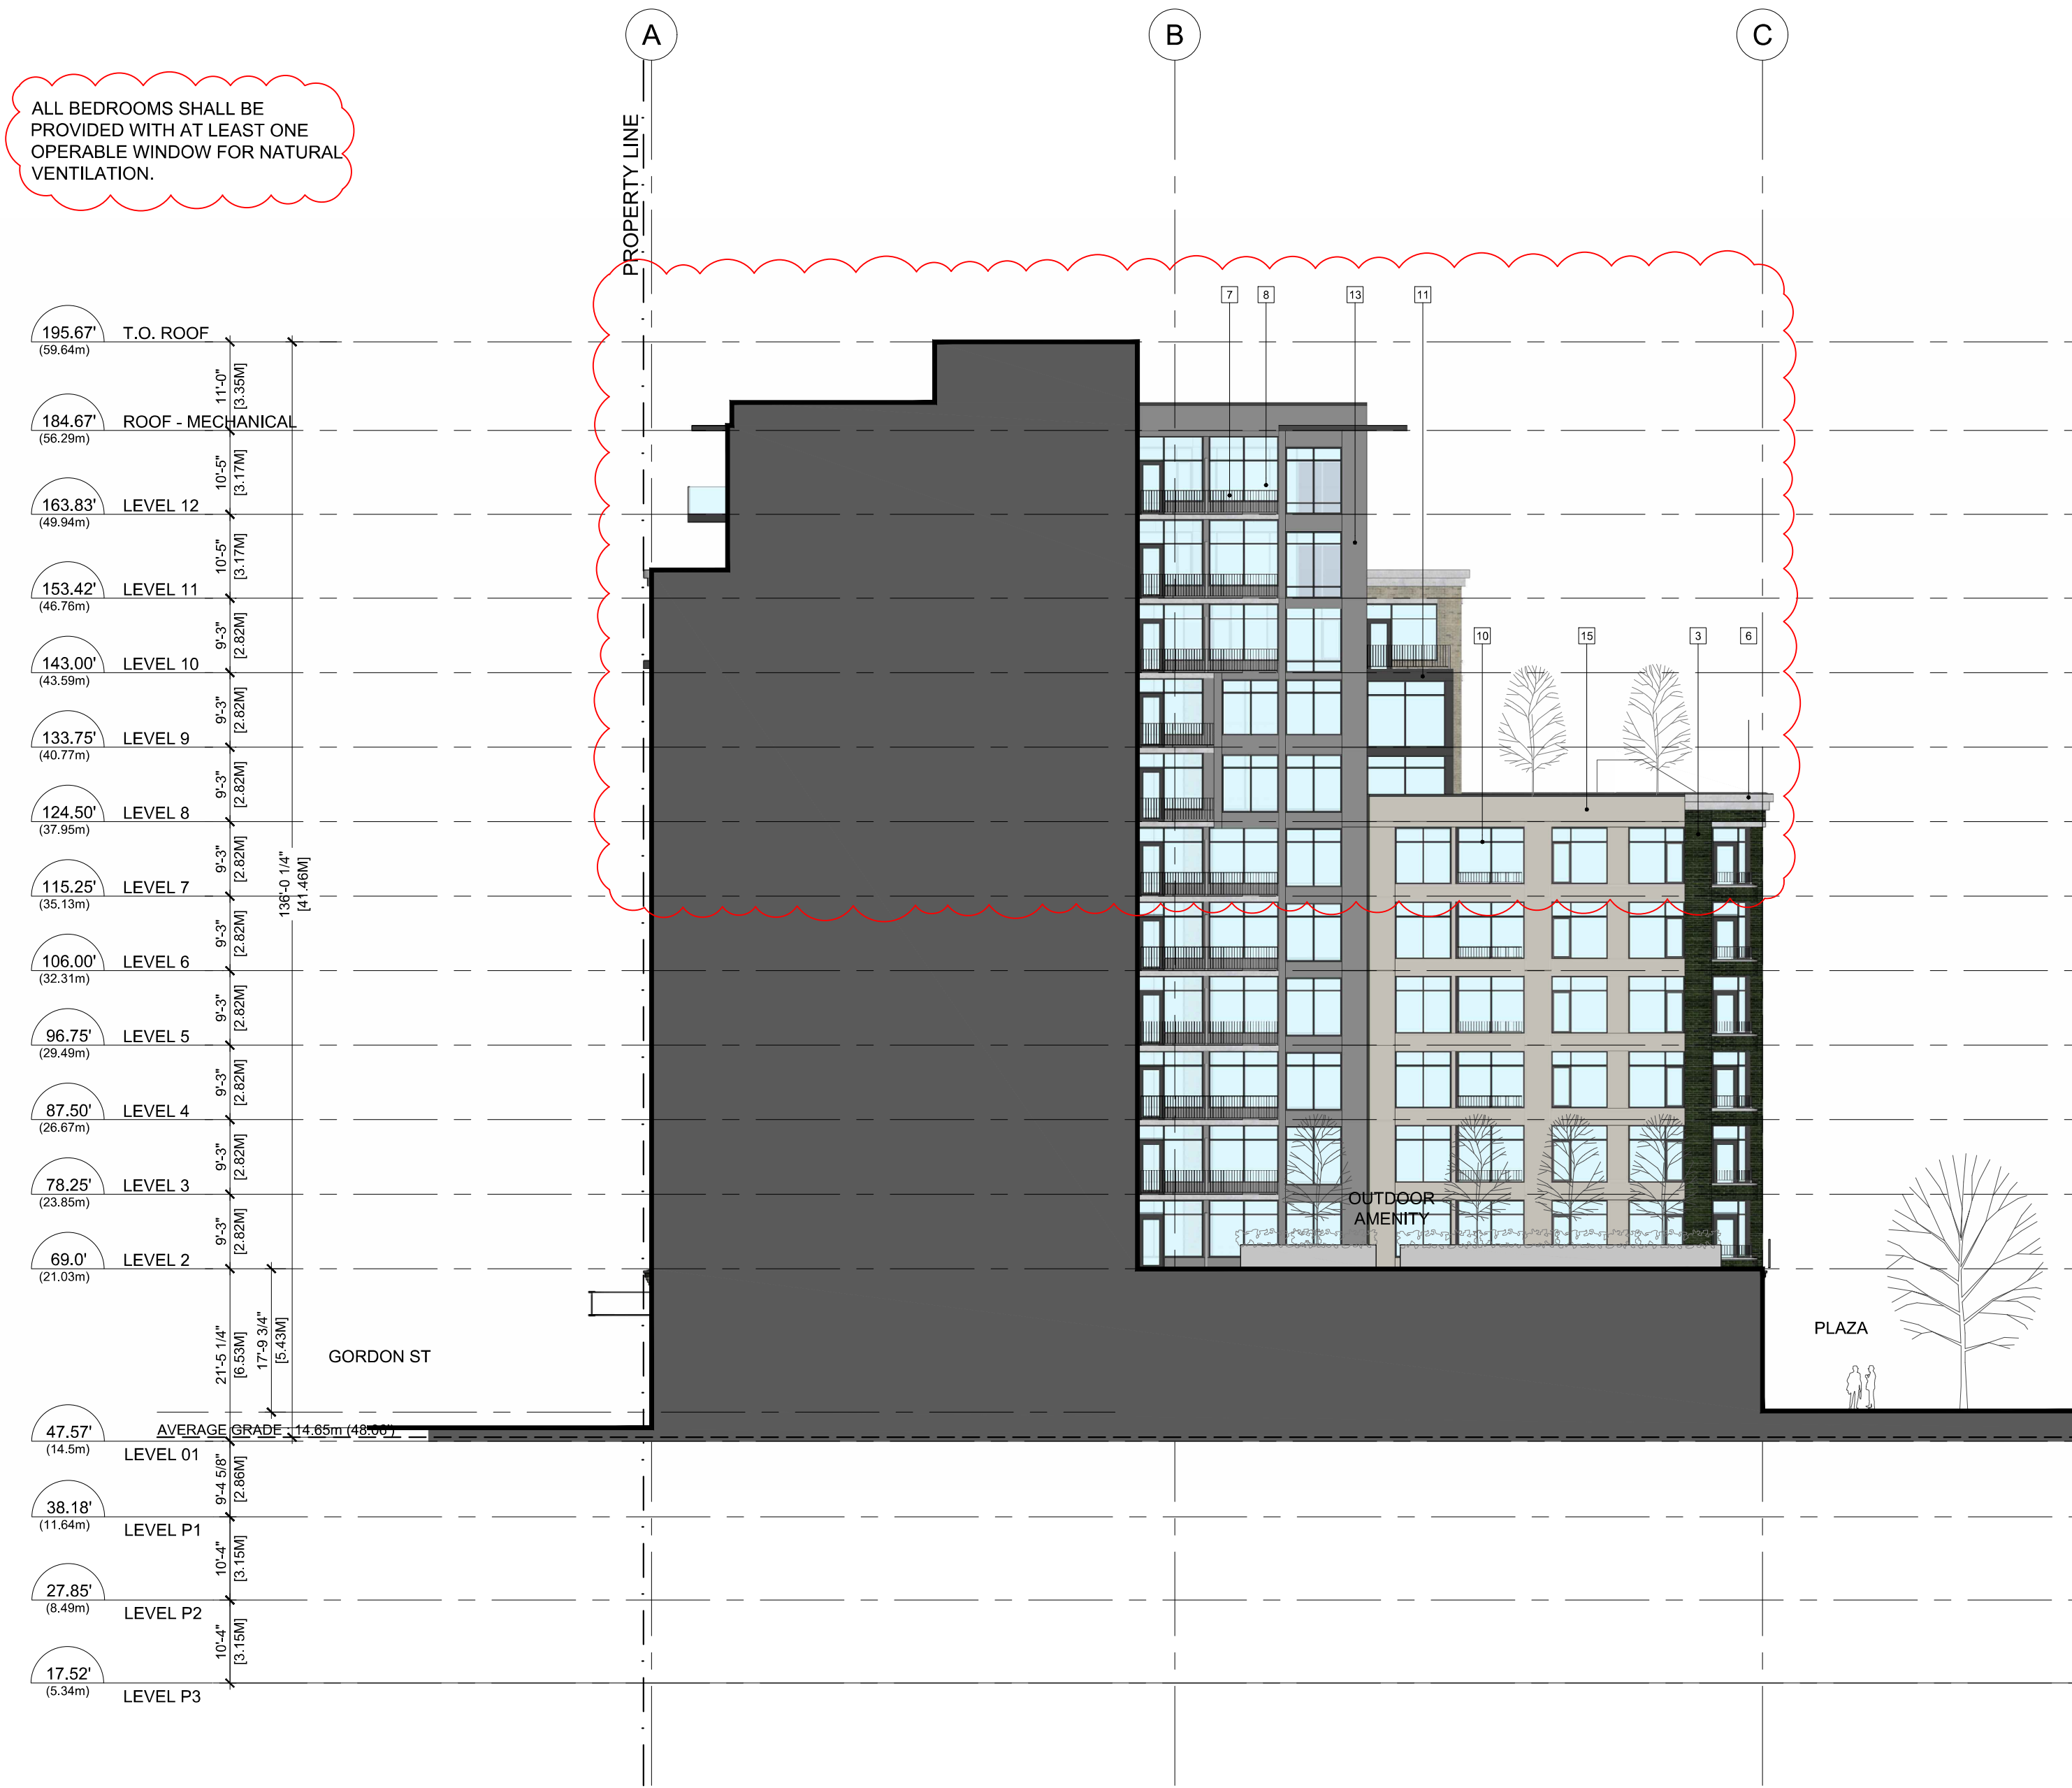 A
B
C
ALL BEDROOMS SHALL BE
PROVIDED WITH AT LEAST ONE
OPERABLE WINDOW FOR NATURAL
VENTILATION.
PROPERTY LINE
7
8
13
11
195.67'
(59.64m)
T.O. ROOF
11'-0"
[3.35M]
184.67'
(56.29m)
ROOF - MECHANICAL
10'-5"
[3.17M]
163.83'
(49.94m)
LEVEL 12
10'-5"
[3.17M]
153.42'
(46.76m)
LEVEL 11
9'-3"
[2.82M]
10
15
3
6
143.00'
(43.59m)
LEVEL 10
9'-3"
[2.82M]
133.75'
(40.77m)
LEVEL 9
9'-3"
[2.82M]
124.50'
(37.95m)
LEVEL 8
9'-3"
[2.82M]
136'-0 1/4"
[41.46M]
115.25'
(35.13m)
LEVEL 7
9'-3"
[2.82M]
106.00'
(32.31m)
LEVEL 6
9'-3"
[2.82M]
96.75'
(29.49m)
LEVEL 5
9'-3"
[2.82M]
87.50'
(26.67m)
LEVEL 4
9'-3"
[2.82M]
78.25'
(23.85m)
LEVEL 3
9'-3"
[2.82M]
OUTDOOR
AMENITY
69.0'
(21.03m)
LEVEL 2
21'-5 1/4"
[6.53M]
17'-9 3/4"
[5.43M]
GORDON ST
PLAZA
AVERAGE GRADE : 14.65m (48.06')
47.57'
(14.5m)
LEVEL 01
9'-4 5/8"
[2.86M]
38.18'
(11.64m)
LEVEL P1
10'-4"
[3.15M]
27.85'
(8.49m)
LEVEL P2
10'-4"
[3.15M]
17.52'
(5.34m)
LEVEL P3